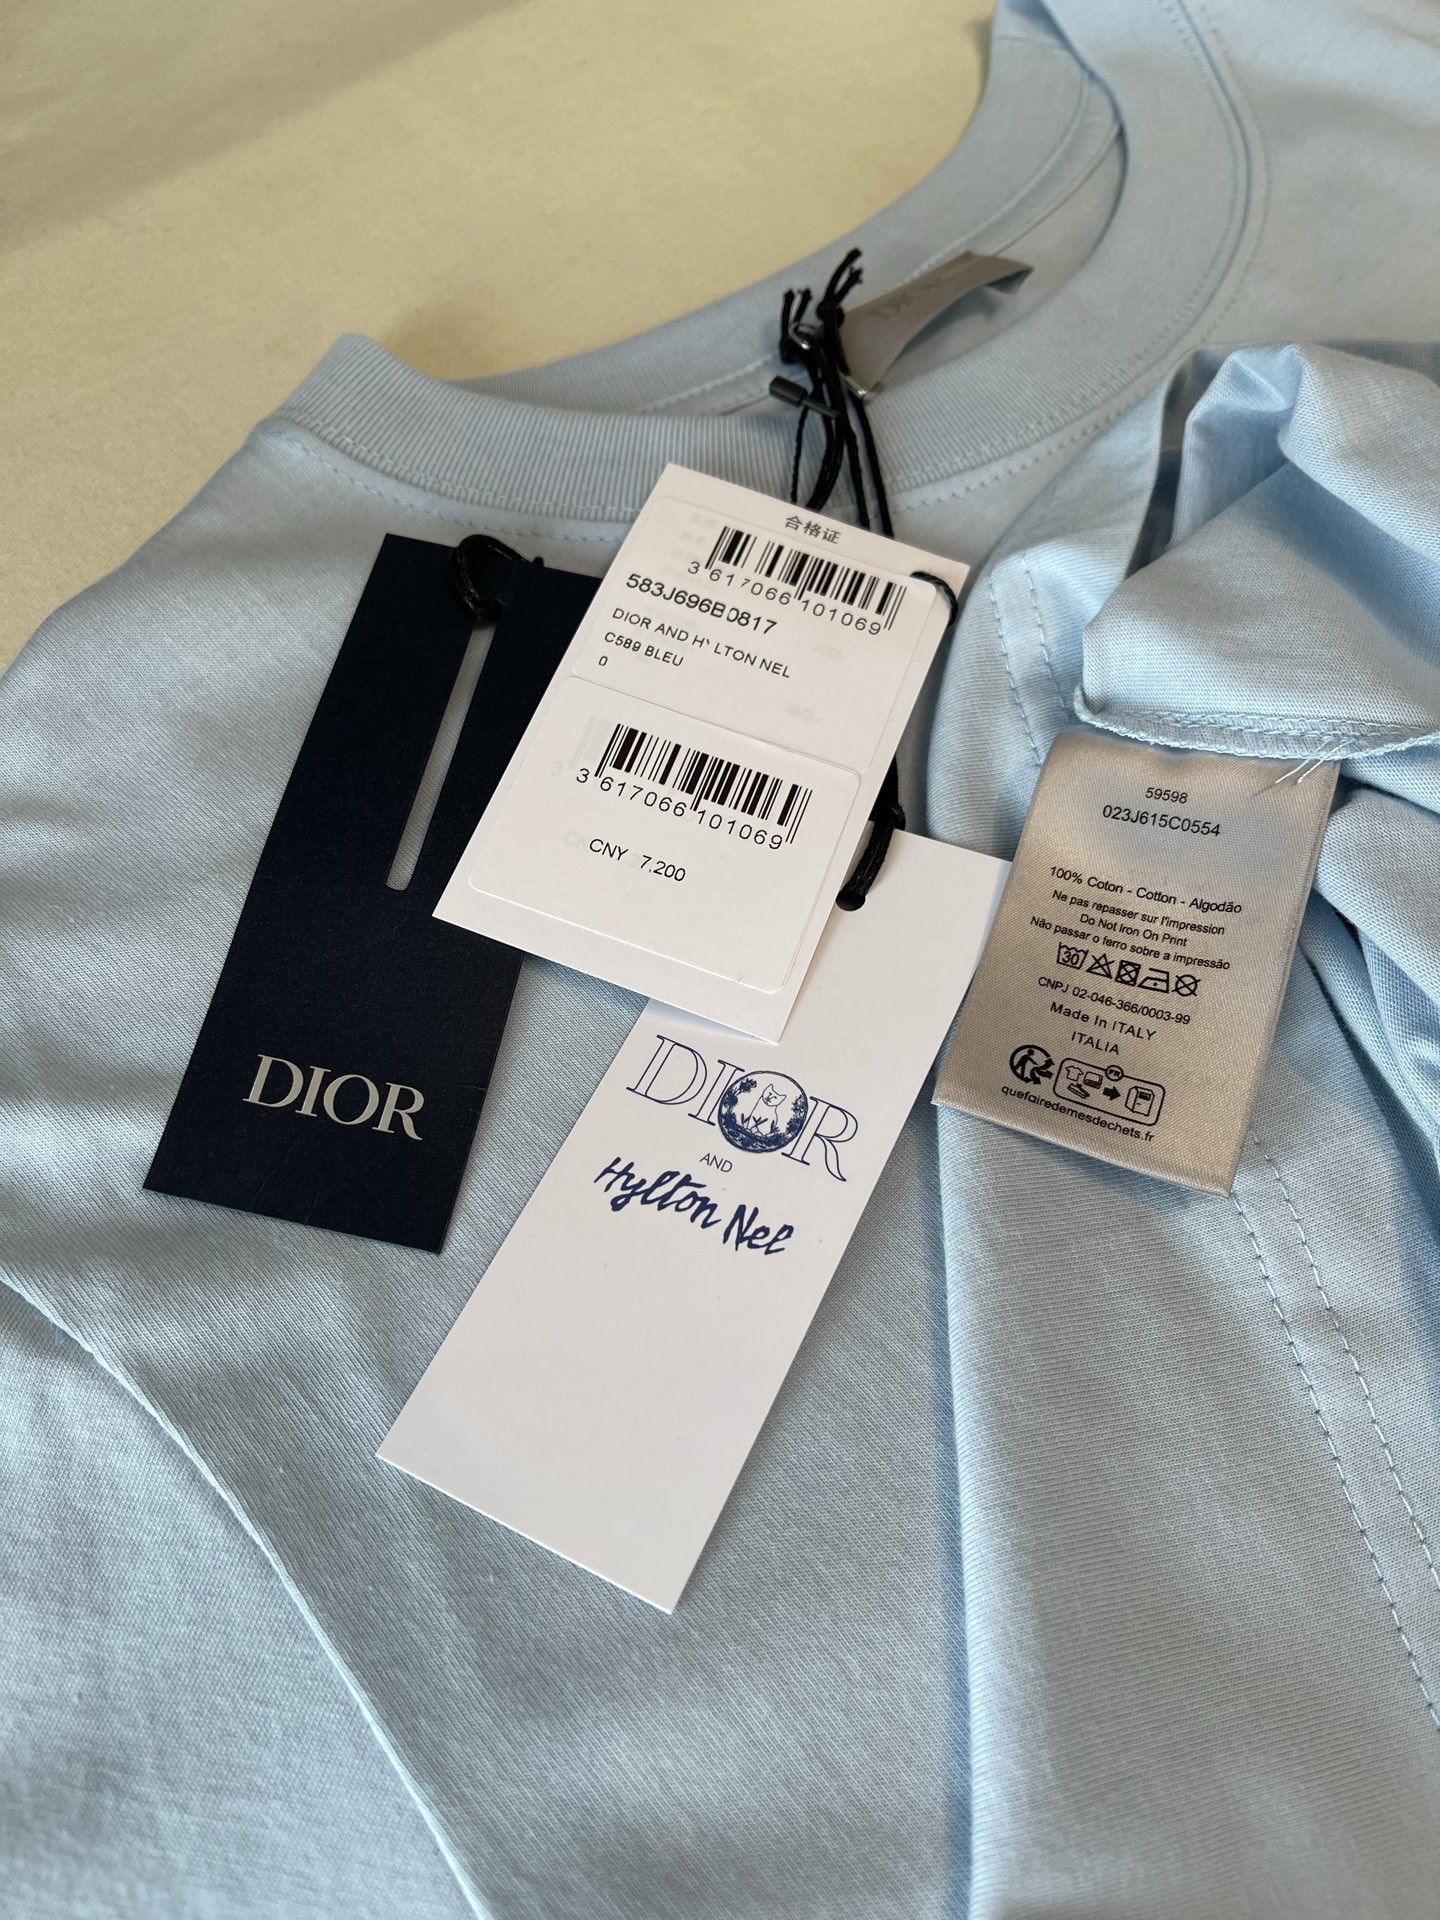 DIOR
合格证
3 617066 101069
583J696B0817
DIOR AND HYLTON NEL
C589 BLEU
0
3 617066 101069
CNY 7,200
DIOR
DIOR
AND
Hylton Nel
59598
023J615C0554
100% Coton - Cotton - Algodão
Ne pas repasser sur l'impression
Do Not Iron On Print
Não passar o ferro sobre a impressão
30
CNPJ 02-046-366/0003-99
Made In ITALY
ITALIA
FR
quefairedemesdechets.fr